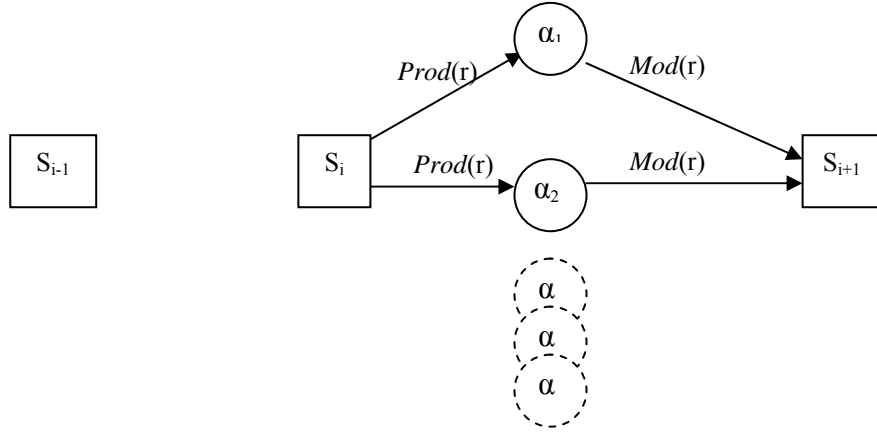 α₁
Prod(r) Mod(r)
Sᵢ₋₁ Sᵢ Prod(r) α₂ Mod(r) Sᵢ₊₁
α
α
α